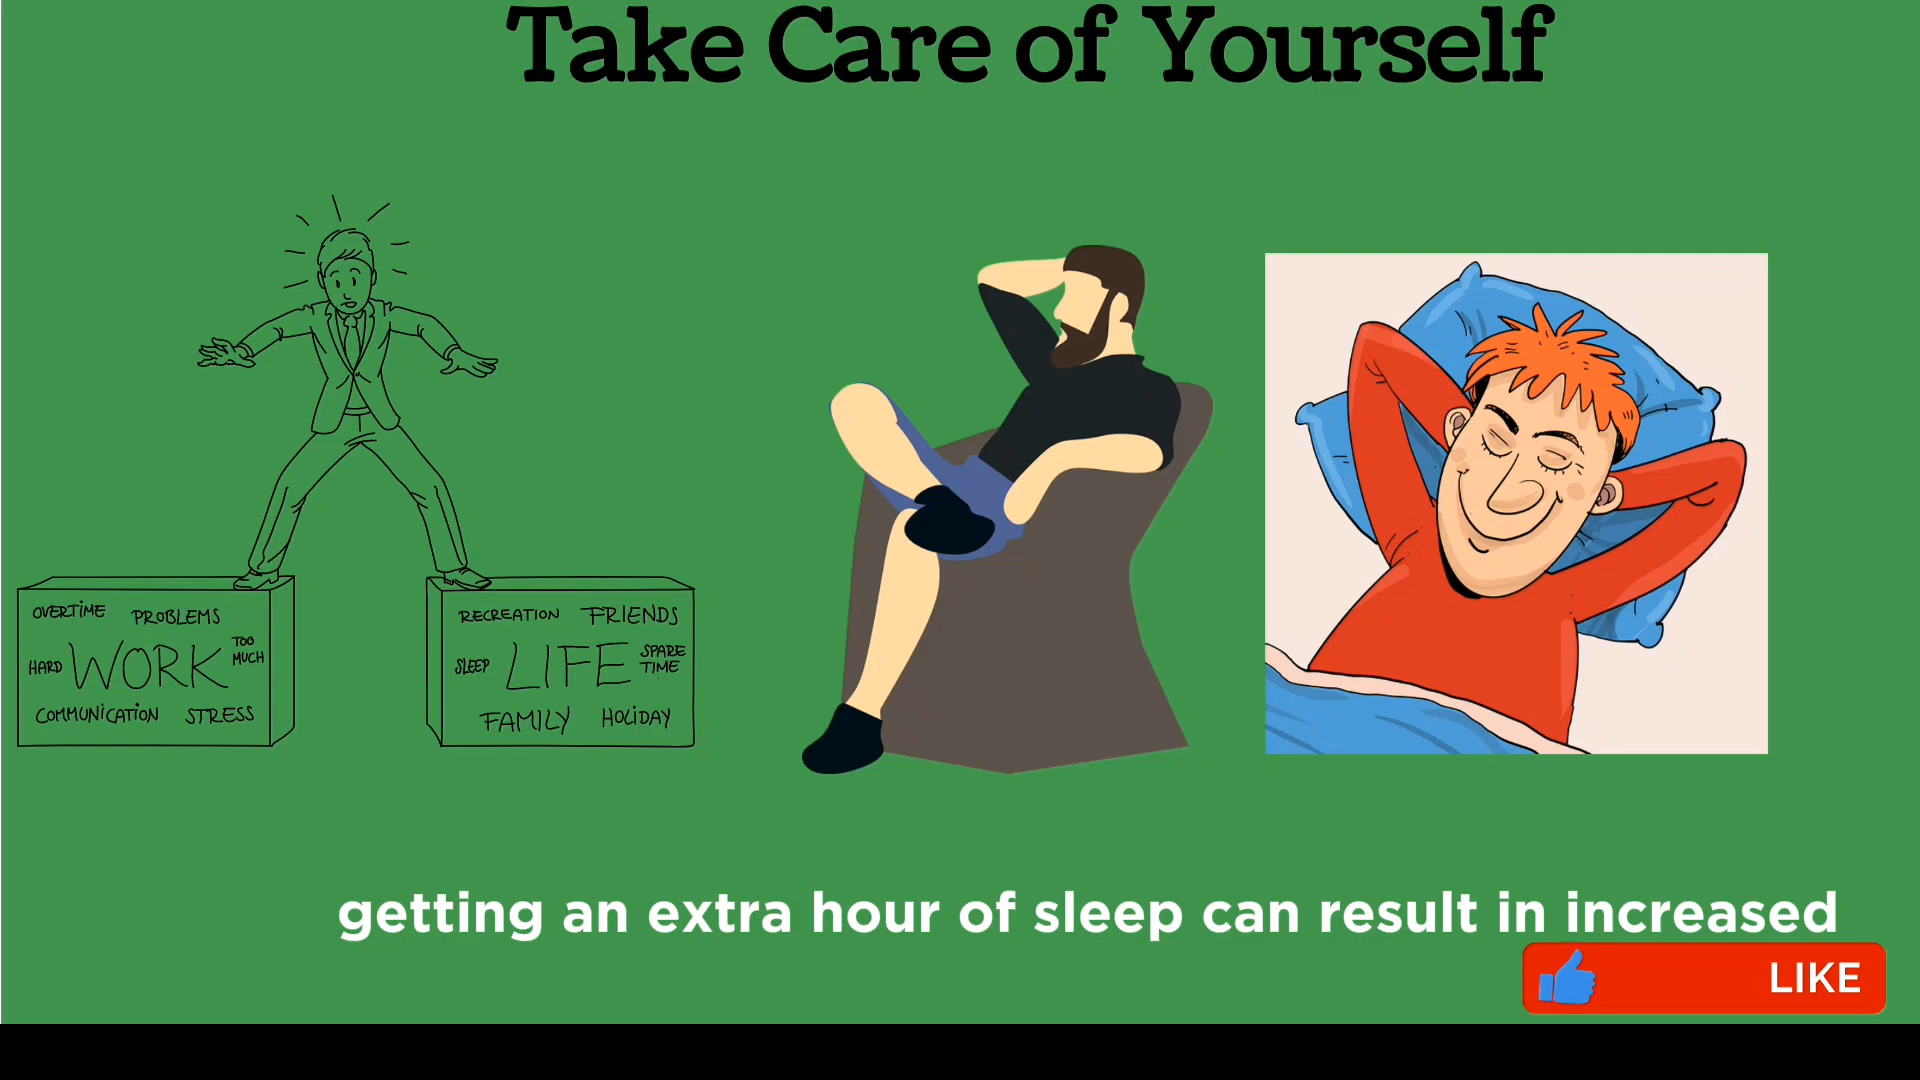 Take Care of Yourself
OVERTIME PROBLEMS
HARD WORK TOO MUCH
COMMUNICATION STRESS
RECREATION FRIENDS
SLEEP LIFE SPARE TIME
FAMILY HOLIDAY
getting an extra hour of sleep can result in increased
LIKE